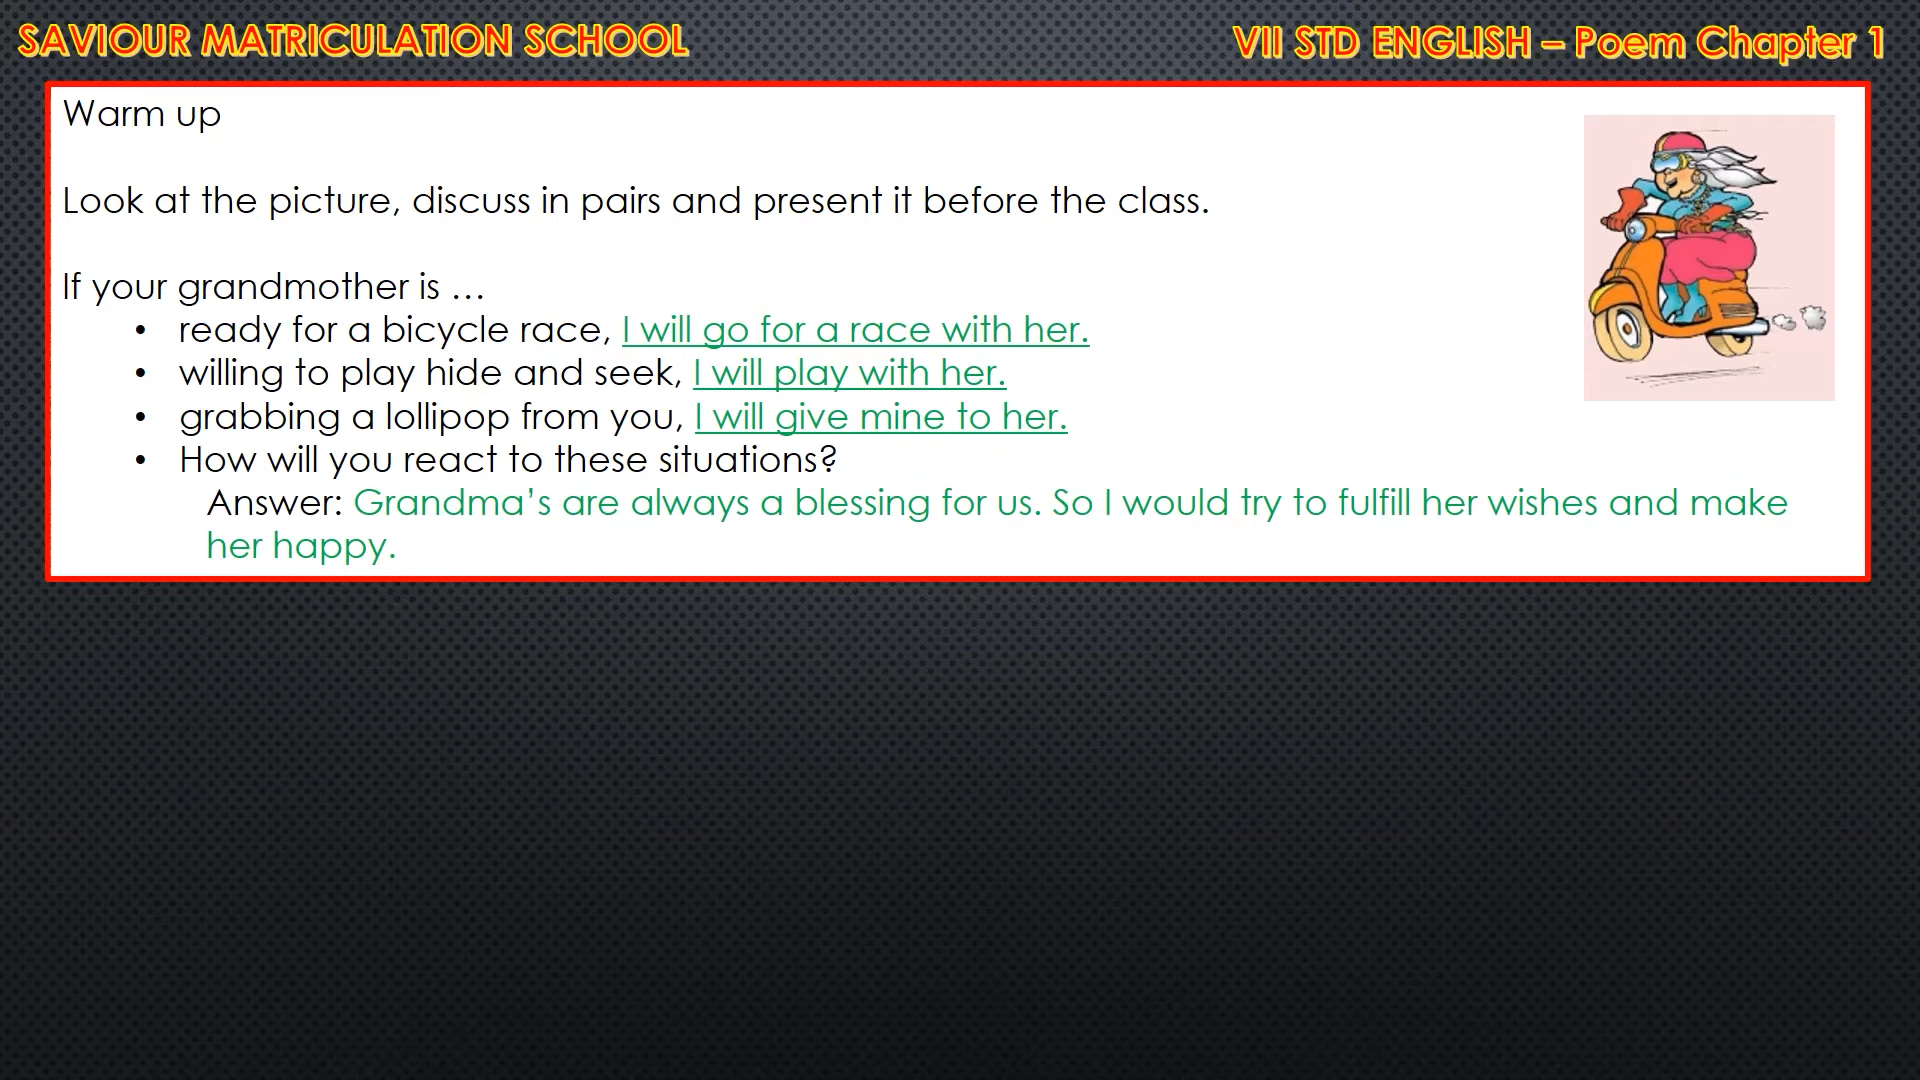 SAVIOUR MATRICULATION SCHOOL
VII STD ENGLISH – Poem Chapter 1
Warm up
Look at the picture, discuss in pairs and present it before the class.
If your grandmother is …
• ready for a bicycle race, I will go for a race with her.
• willing to play hide and seek, I will play with her.
• grabbing a lollipop from you, I will give mine to her.
• How will you react to these situations?
Answer: Grandma’s are always a blessing for us. So I would try to fulfill her wishes and make
her happy.